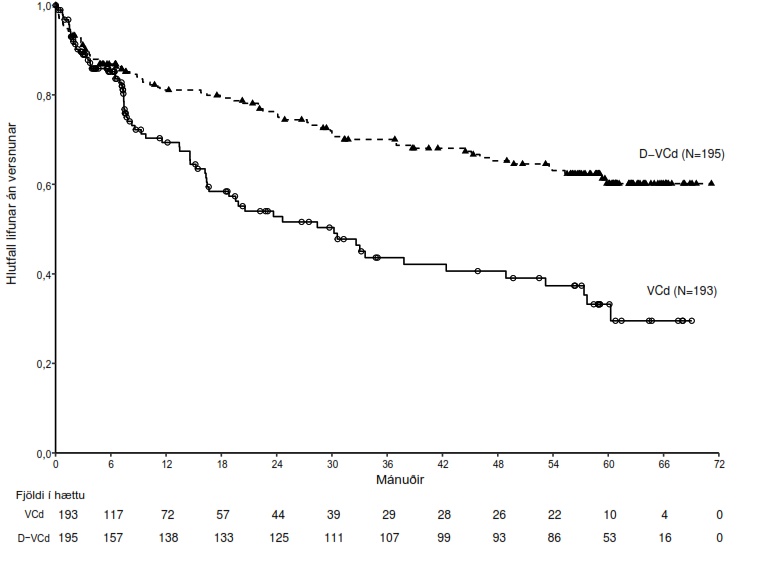 1,0
0,8
0,6
0,4
0,2
0,0
Hlutfall lifunar án versnunar
D−VCd (N=195)
VCd (N=193)
0 6 12 18 24 30 36 42 48 54 60 66 72
Mánuðir
Fjöldi í hættu
VCd 193 117 72 57 44 39 29 28 26 22 10 4 0
D−VCd 195 157 138 133 125 111 107 99 93 86 53 16 0